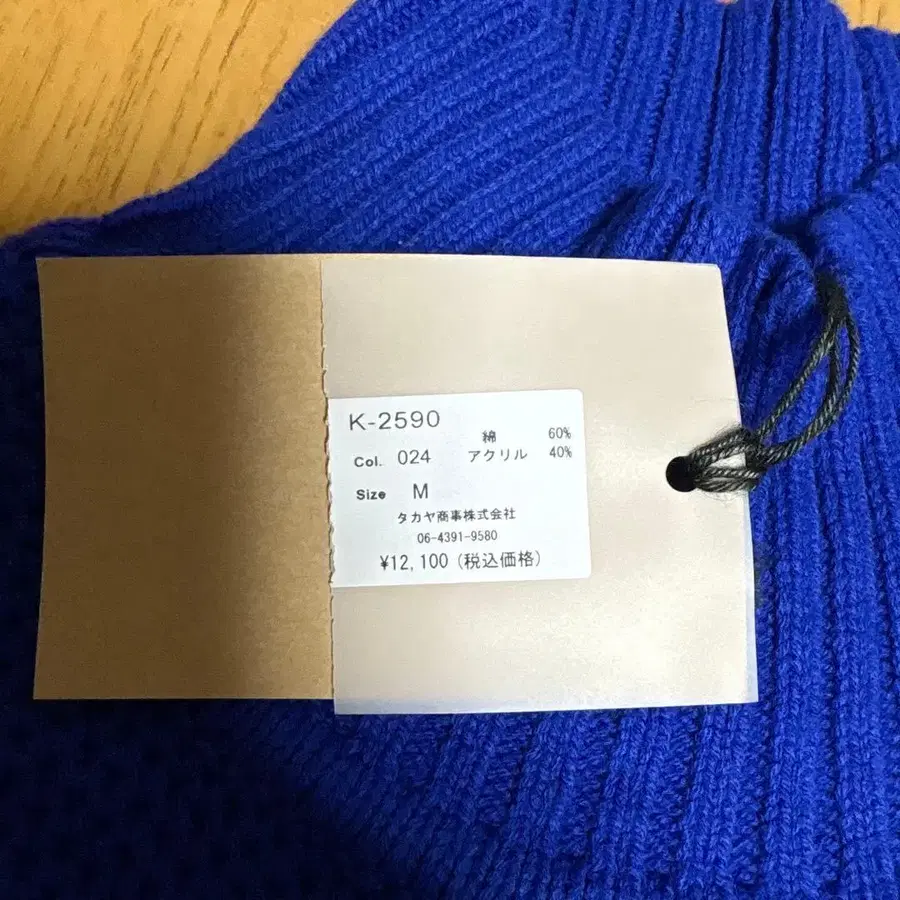 K-2590
綿 60%
Col. 024 アクリル 40%
Size M
タカヤ商事株式会社
06-4391-9580
¥12,100 (税込価格)